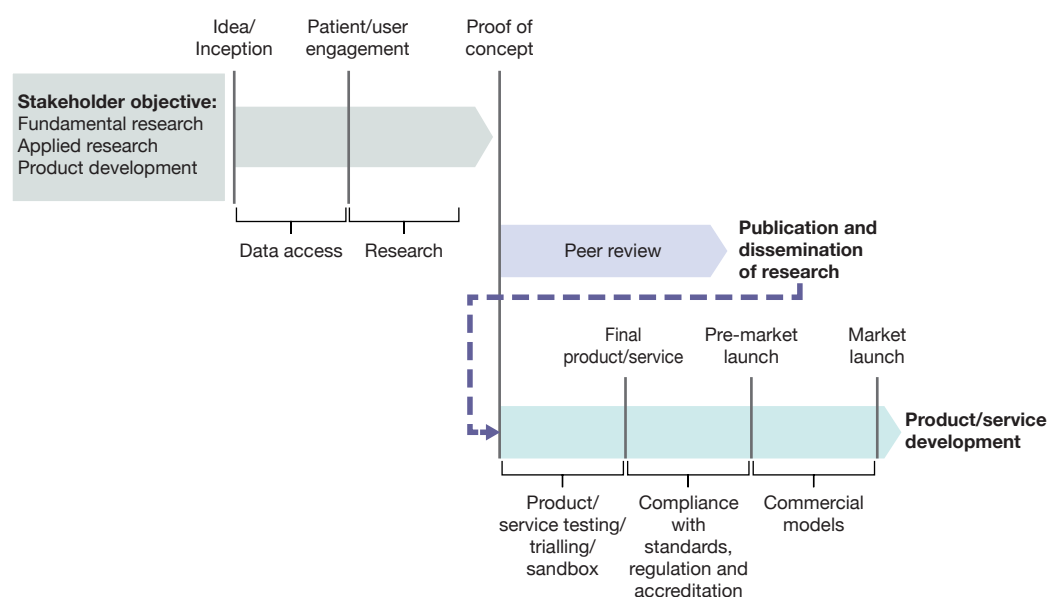 Idea/
Inception
Patient/user
engagement
Proof of
concept
Stakeholder objective:
Fundamental research
Applied research
Product development
Data access
Research
Peer review
Publication and
dissemination
of research
Final
product/service
Pre-market
launch
Market
launch
Product/service
development
Product/
service testing/
trialling/
sandbox
Compliance
with
standards,
regulation and
accreditation
Commercial
models